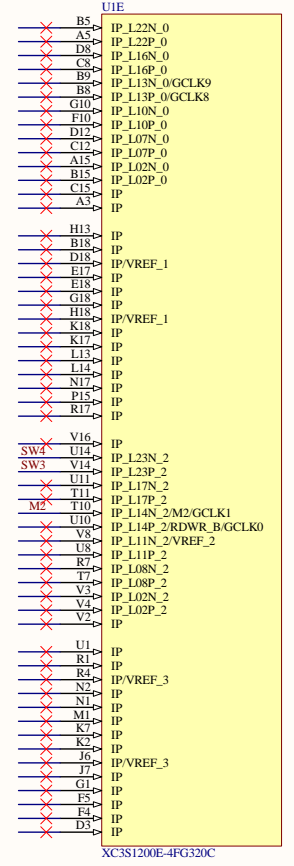 U1E
B5 IP_L22N_0
A5 IP_L22P_0
D8 IP_L16N_0
C8 IP_L16P_0
B9 IP_L13N_0/GCLK9
B8 IP_L13P_0/GCLK8
G10 IP_L10N_0
F10 IP_L10P_0
D12 IP_L07N_0
C12 IP_L07P_0
A15 IP_L02N_0
B15 IP_L02P_0
C15 IP
A3 IP
H13 IP
B18 IP
D18 IP/VREF_1
E17 IP
E18 IP
G18 IP
H18 IP/VREF_1
K18 IP
K17 IP
L13 IP
L14 IP
N17 IP
P15 IP
R17 IP
V16 IP
SW4 U14 IP_L23N_2
SW3 V14 IP_L23P_2
U11 IP_L17N_2
T11 IP_L17P_2
M2 T10 IP_L14N_2/M2/GCLK1
U10 IP_L14P_2/RDWR_B/GCLK0
V8 IP_L11N_2/VREF_2
U8 IP_L11P_2
R7 IP_L08N_2
T7 IP_L08P_2
V3 IP_L02N_2
V4 IP_L02P_2
V2 IP
U1 IP
R1 IP
R4 IP/VREF_3
N2 IP
N1 IP
M1 IP
K7 IP
K2 IP
J6 IP/VREF_3
J7 IP
G1 IP
F5 IP
F4 IP
D3 IP
XC3S1200E-4FG320C